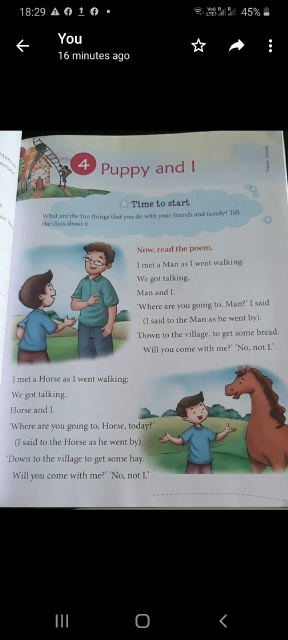 18:29
45%
You
16 minutes ago
4 Puppy and I
Time to start
What are the fun things that you do with your friends and family? Tell
the class about it.
Now, read the poem.
I met a Man as I went walking:
We got talking,
Man and I.
'Where are you going to, Man?' I said
(I said to the Man as he went by).
'Down to the village, to get some bread.
Will you come with me?' 'No, not I.'
I met a Horse as I went walking;
We got talking,
Horse and I.
'Where are you going to, Horse, today?'
(I said to the Horse as he went by).
'Down to the village to get some hay.
Will you come with me?' 'No, not I.'